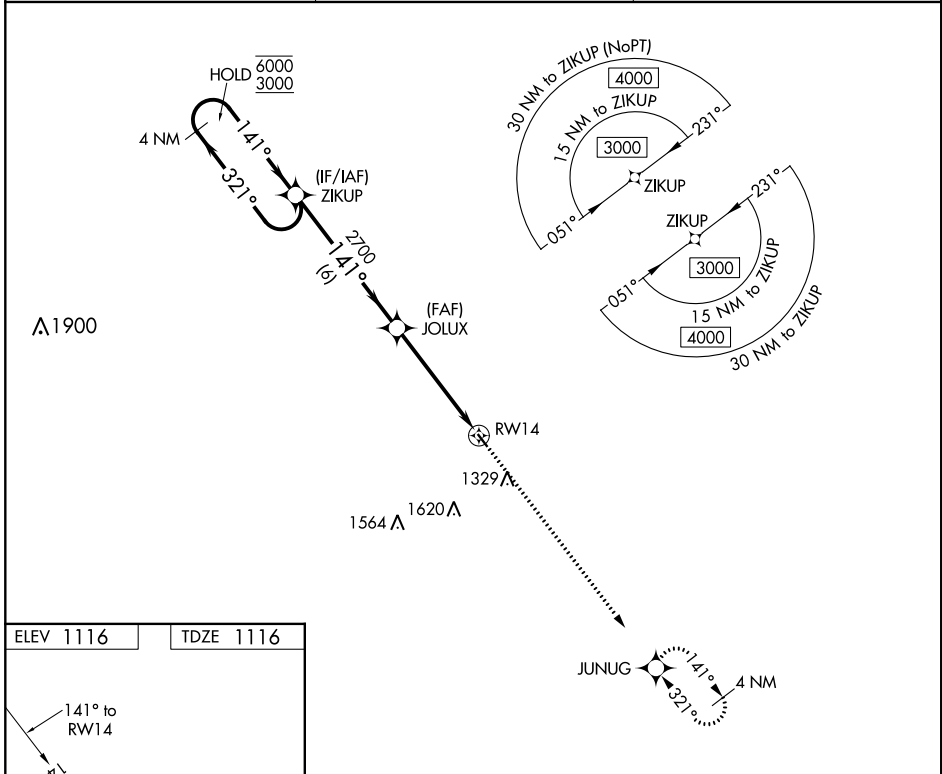 HOLD 6000
3000
4 NM
141°
321°
(IF/IAF)
ZIKUP
2700
141°
(6)
(FAF)
JOLUX
1900
RW14
1329
1620
1564
JUNUG
141°
321°
4 NM
30 NM to ZIKUP (NoPT)
4000
15 NM to ZIKUP
3000
231°
ZIKUP
051°
231°
ZIKUP
3000
051°
15 NM to ZIKUP
4000
30 NM to ZIKUP
ELEV 1116
TDZE 1116
141° to
RW14